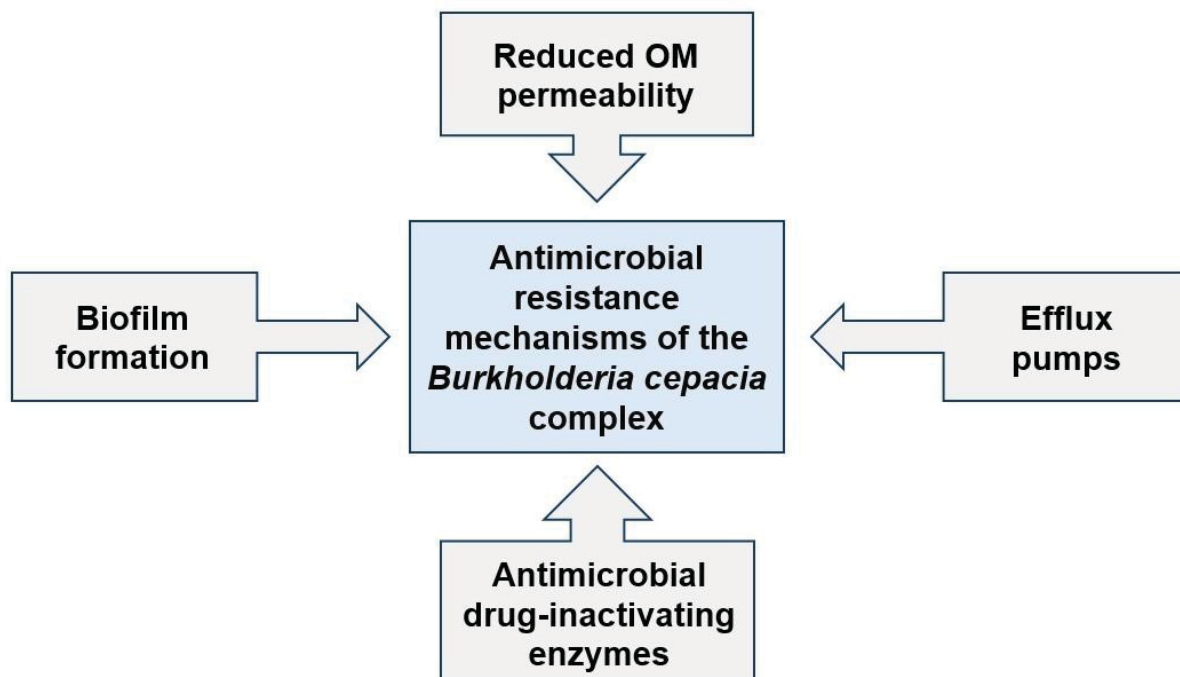 Reduced OM
permeability
Biofilm
formation
Antimicrobial
resistance
mechanisms of the
Burkholderia cepacia
complex
Efflux
pumps
Antimicrobial
drug-inactivating
enzymes